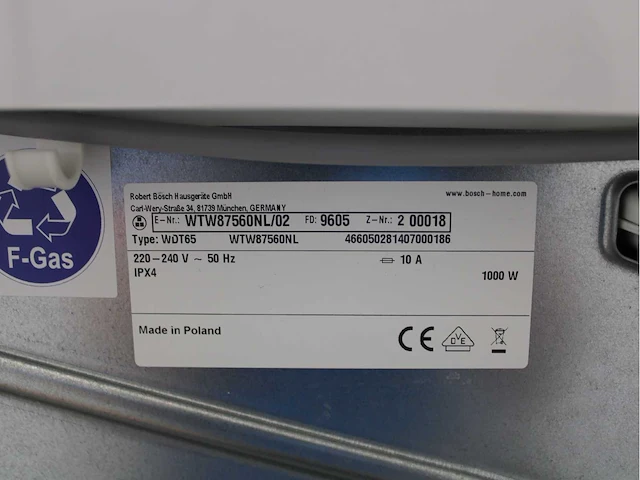 Robert Bosch Hausgeräte GmbH
www.bosch-home.com
Carl-Wery-Straße 34, 81739 München, GERMANY
E-Nr.: WTW87560NL/02 FD: 9605 Z-Nr.: 2 00018
Type: WDT65 WTW87560NL 466050281407000186
220-240 V ~ 50 Hz 10 A
IPX4 1000 W
Made in Poland
CE DVE
F-Gas